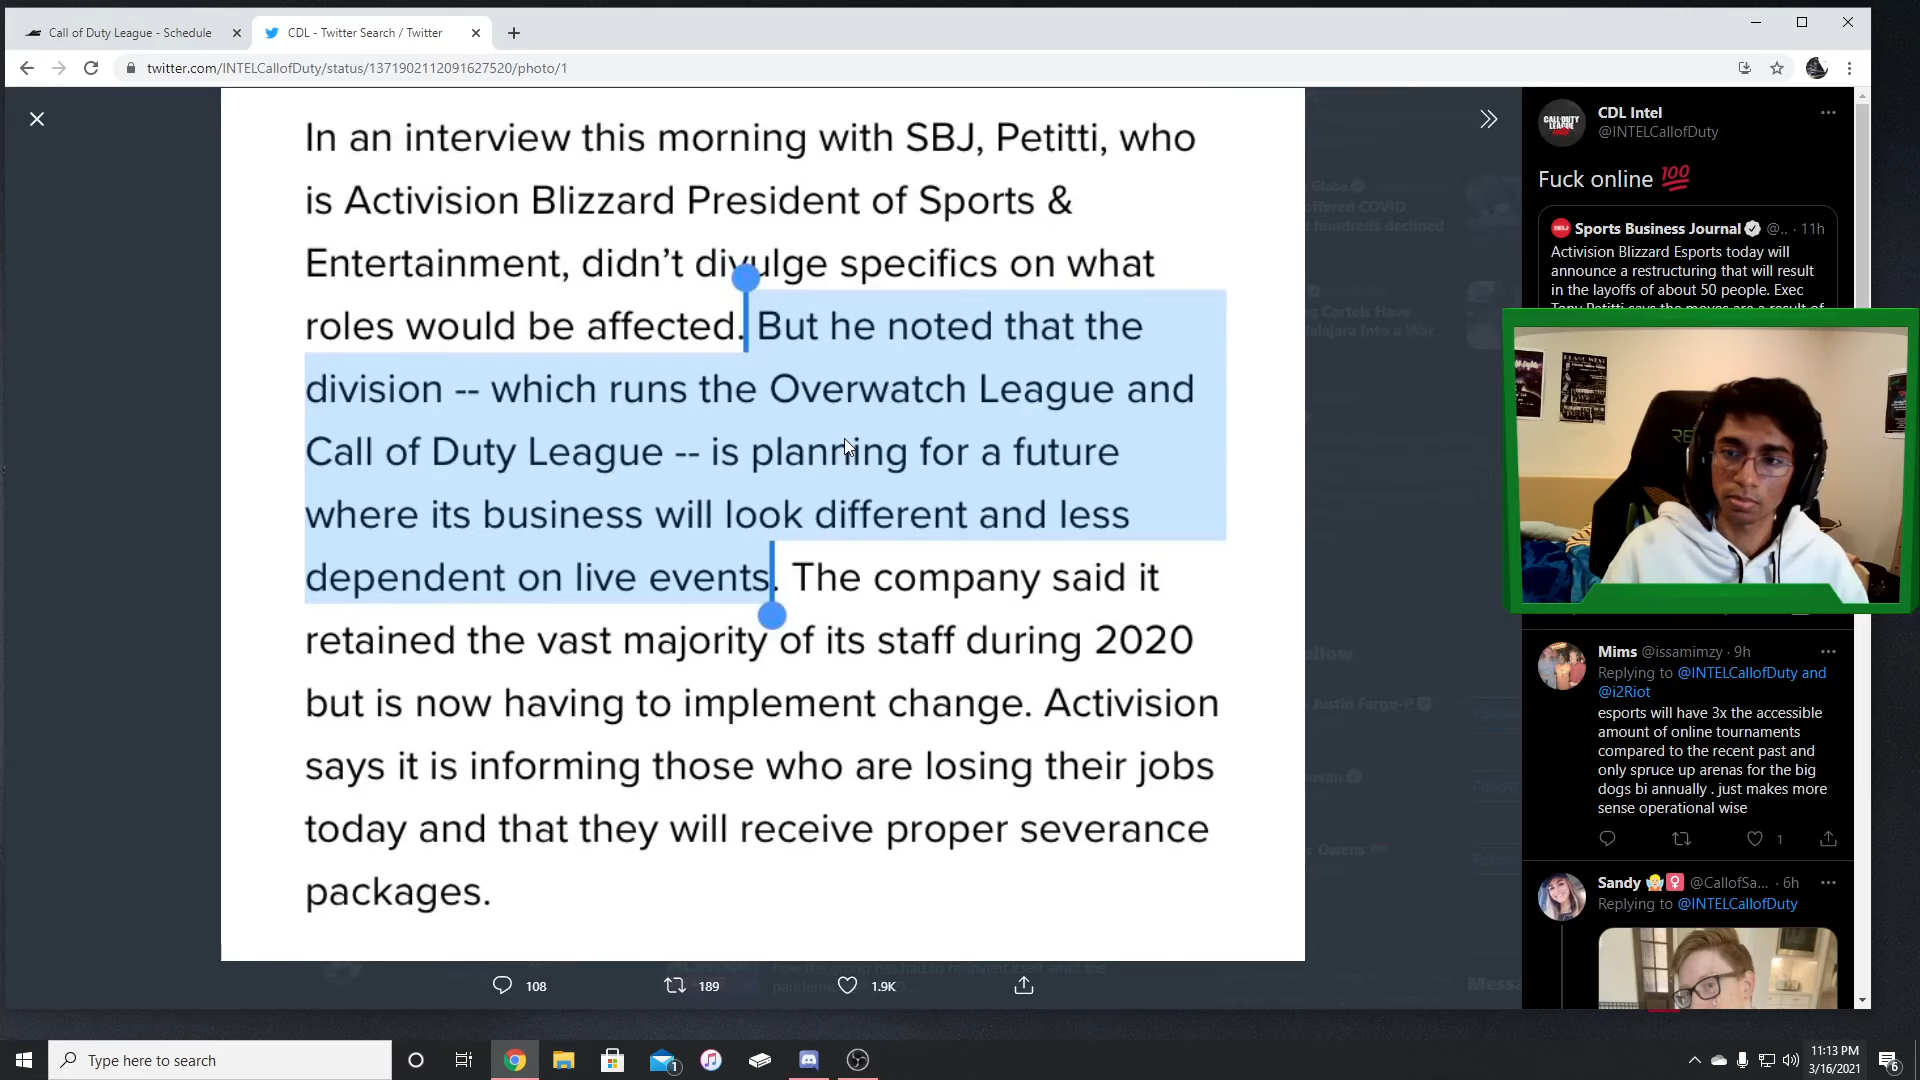 Call of Duty League - Schedule
CDL - Twitter Search / Twitter
twitter.com/INTELCallofDuty/status/1371902112091627520/photo/1
In an interview this morning with SBJ, Petitti, who
is Activision Blizzard President of Sports &
Entertainment, didn’t divulge specifics on what
roles would be affected. But he noted that the
division -- which runs the Overwatch League and
Call of Duty League -- is planning for a future
where its business will look different and less
dependent on live events. The company said it
retained the vast majority of its staff during 2020
but is now having to implement change. Activision
says it is informing those who are losing their jobs
today and that they will receive proper severance
packages.
108
189
1.9K
CDL Intel
@INTELCallofDuty
Fuck online 💯
Sports Business Journal @.. · 11h
Activision Blizzard Esports today will
announce a restructuring that will result
in the layoffs of about 50 people. Exec
Tony Petitti says the moves are a result of
Mims @issamimzy · 9h
Replying to @INTELCallofDuty and
@i2Riot
esports will have 3x the accessible
amount of online tournaments
compared to the recent past and
only spruce up arenas for the big
dogs bi annually . just makes more
sense operational wise
1
Sandy @CallofSa... · 6h
Replying to @INTELCallofDuty
Type here to search
11:13 PM
3/16/2021